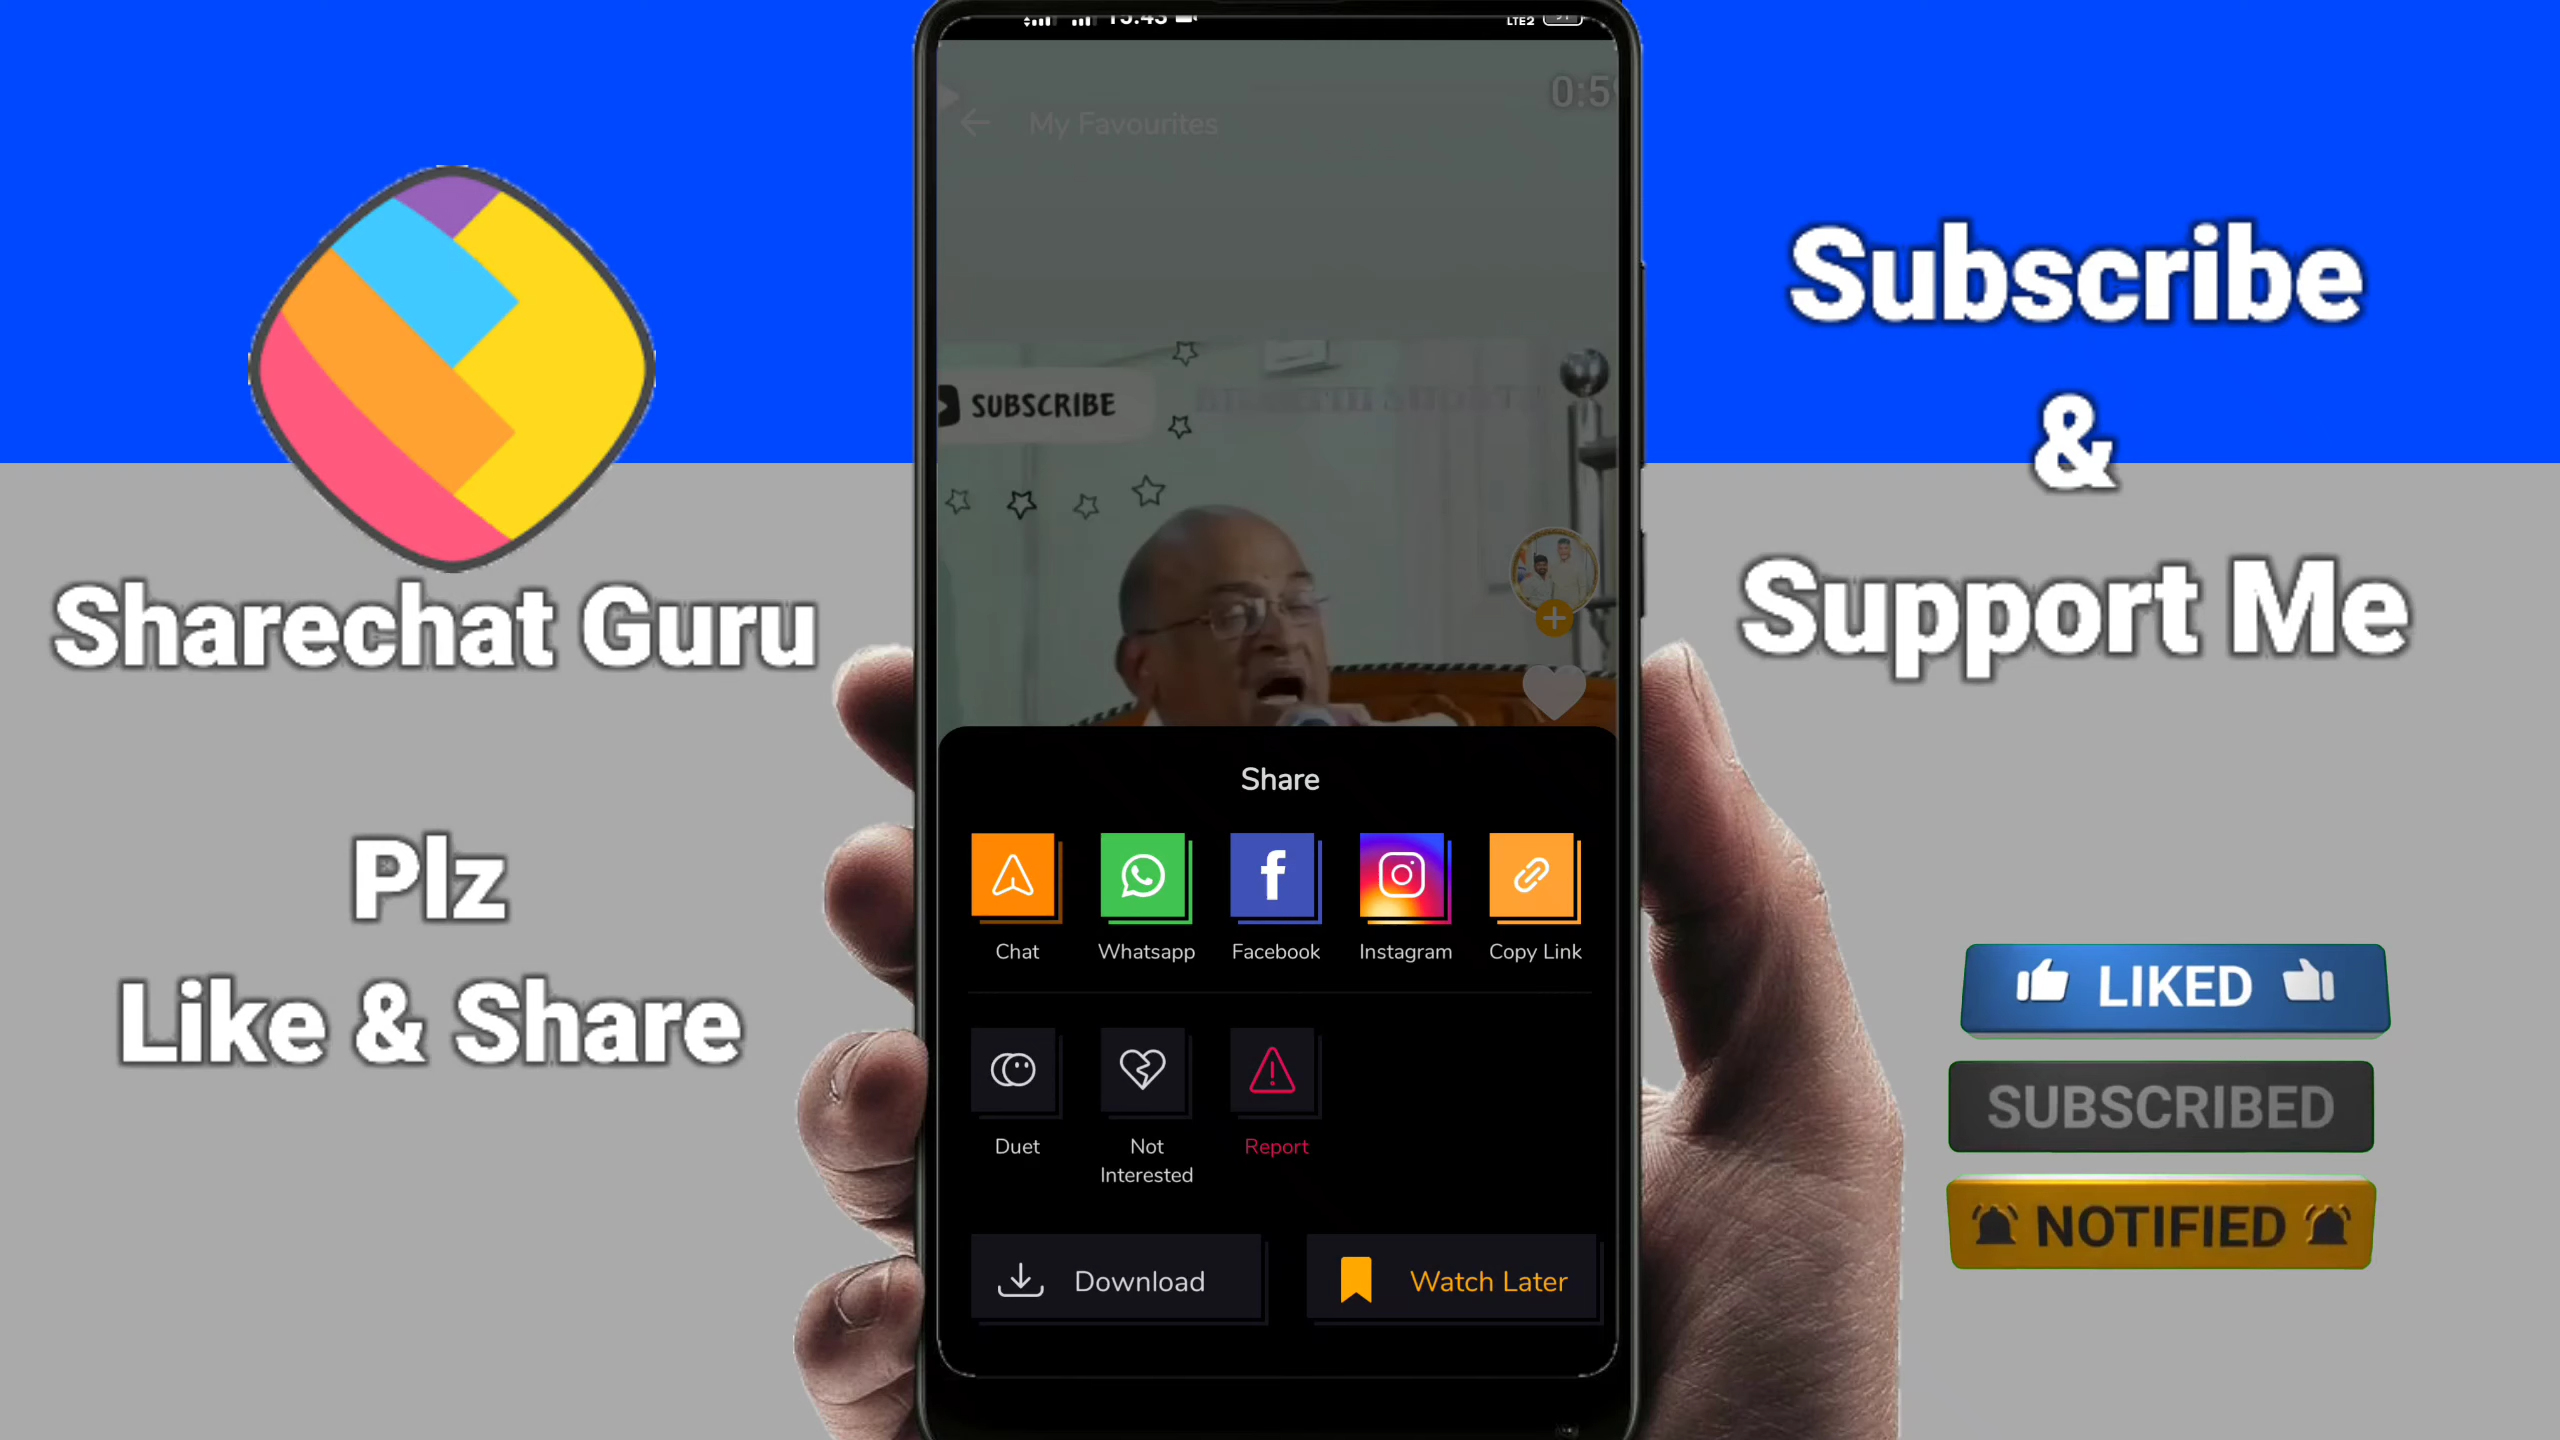 My Favourites
SUBSCRIBE
Sharechat Guru
Plz
Like & Share
Subscribe
&
Support Me
Share
Chat
Whatsapp
Facebook
Instagram
Copy Link
Duet
Not
Interested
Report
Download
Watch Later
LIKED
SUBSCRIBED
NOTIFIED
LTE2